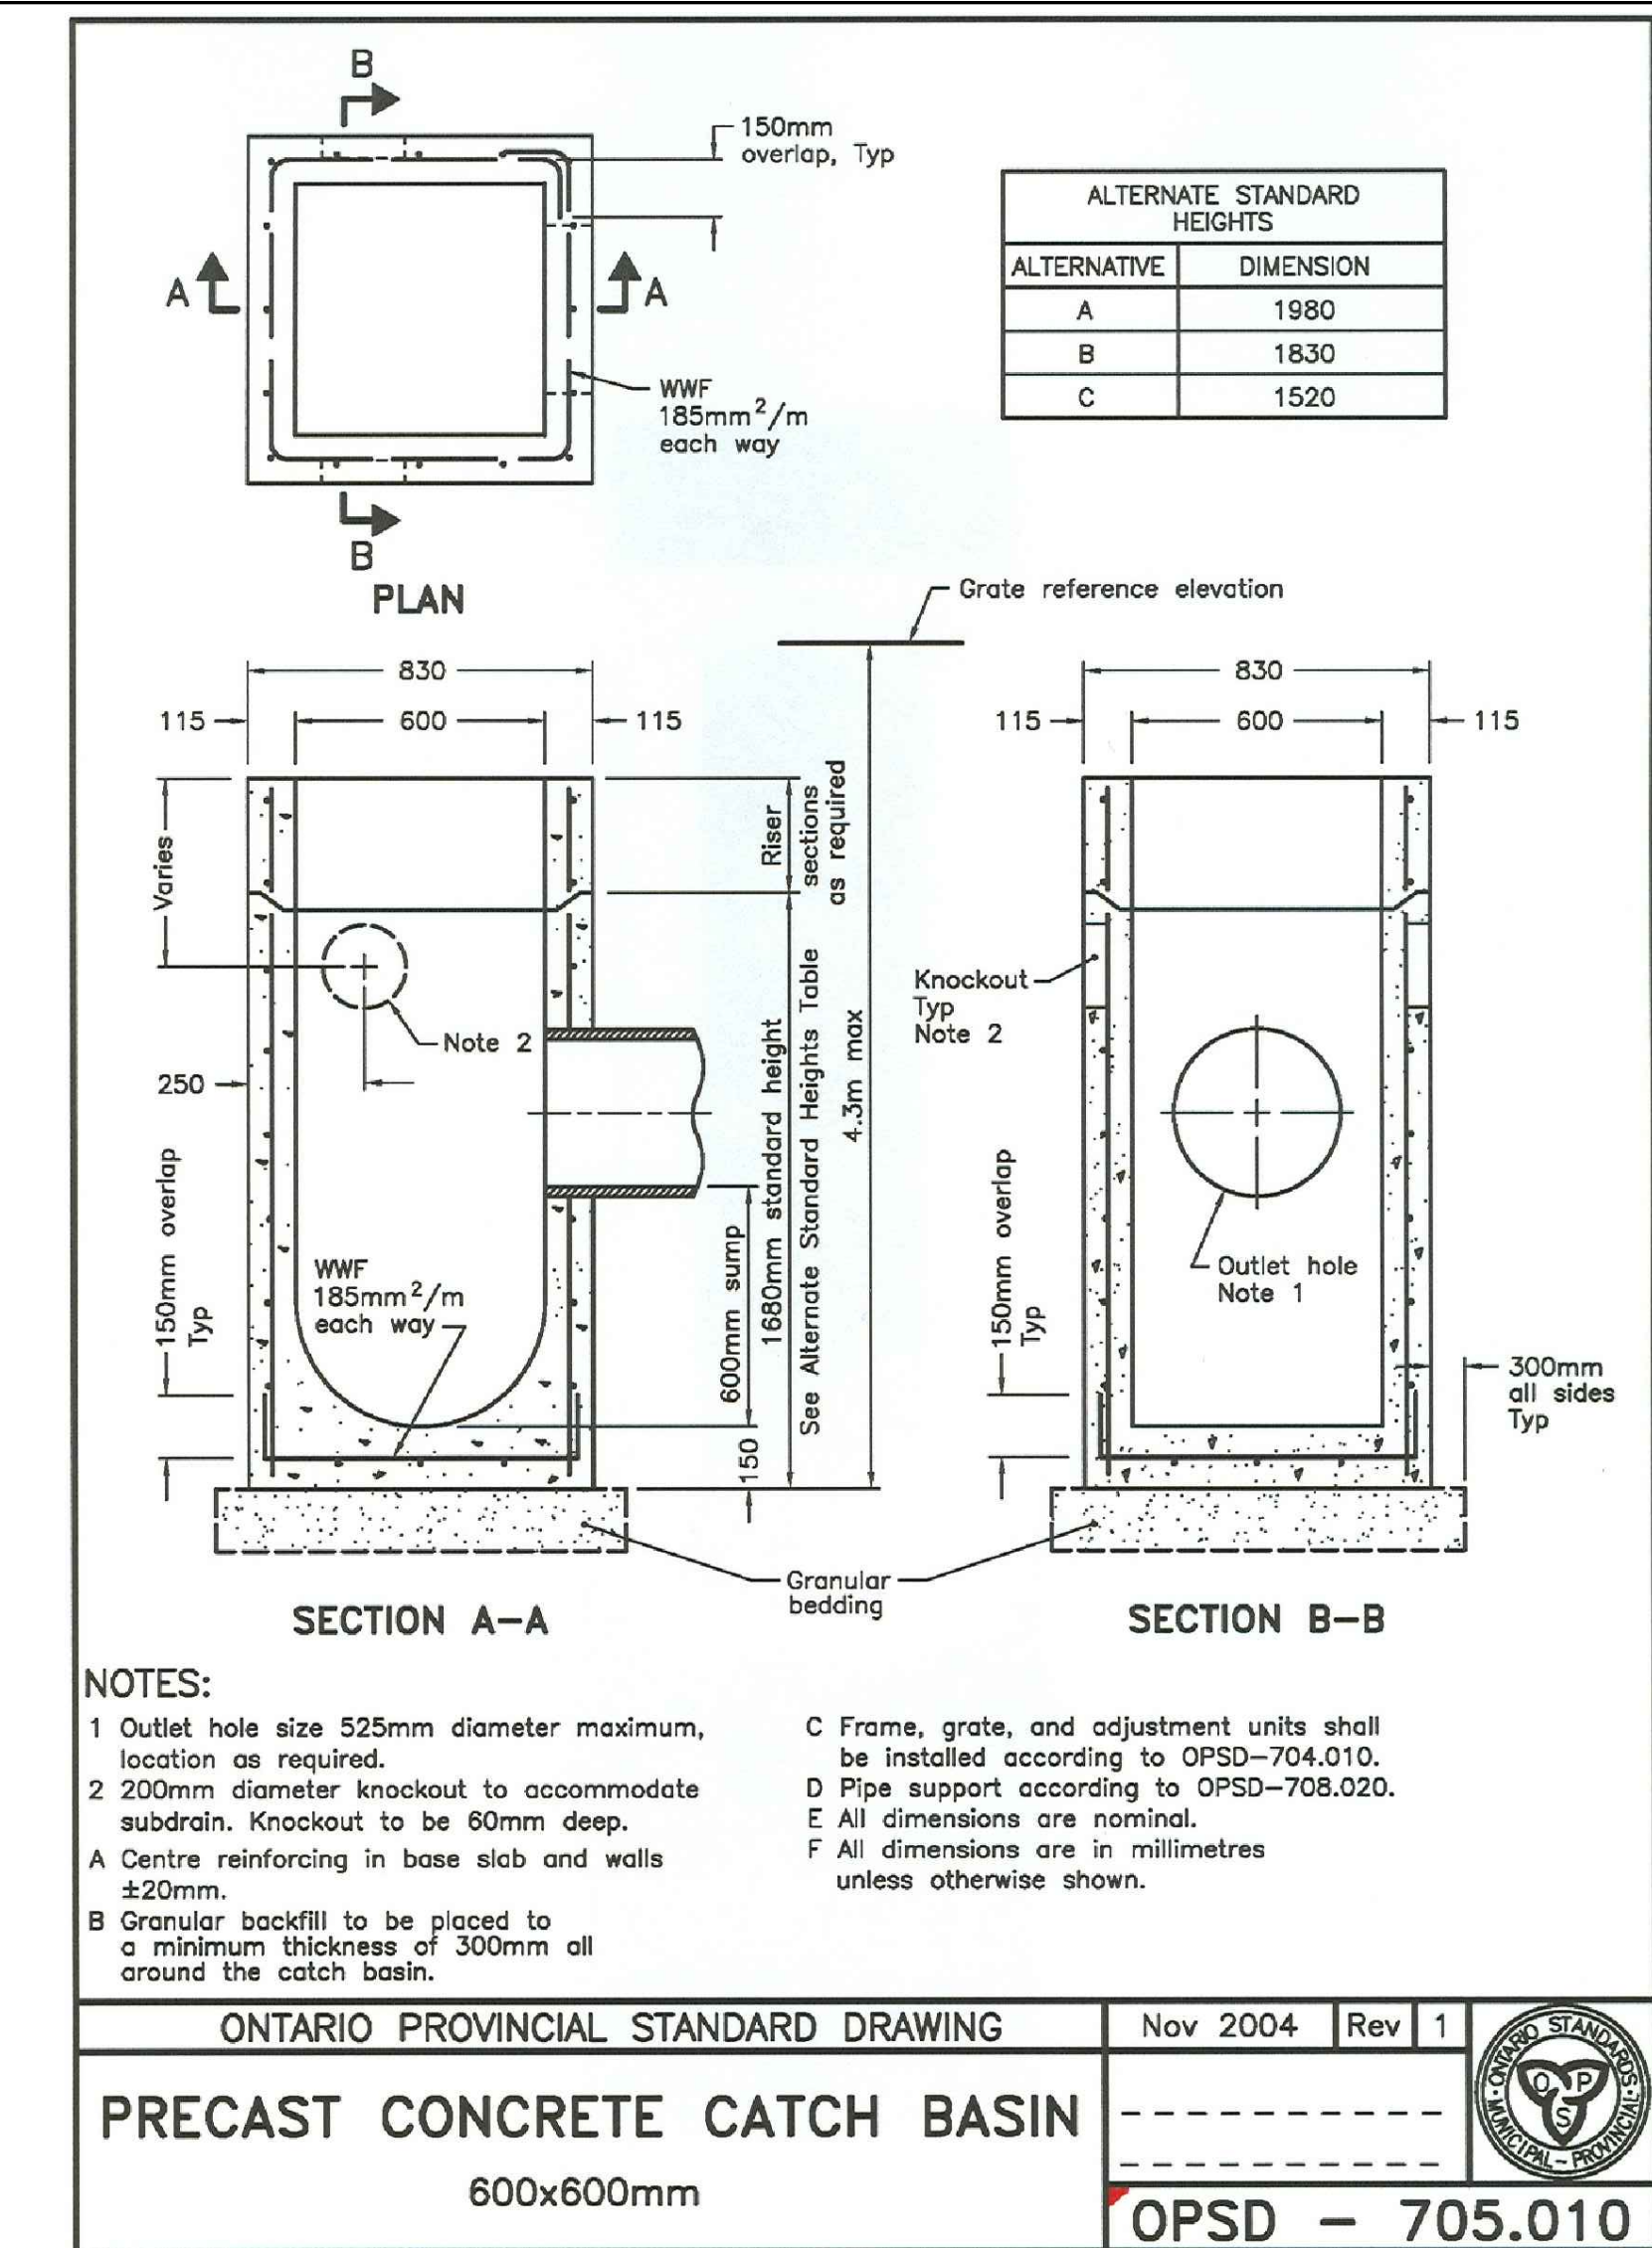 B
150mm
overlap, Typ
ALTERNATE STANDARD
HEIGHTS
ALTERNATIVE DIMENSION
A 1980
B 1830
C 1520
A
A
WWF
185mm²/m
each way
B
PLAN
Grate reference elevation
830
115
600
115
Varies
Note 2
250
150mm overlap
Typ
WWF
185mm²/m
each way
Riser sections
as required
1680mm standard height
See Alternate Standard Heights Table
4.3m max
600mm sump
150
830
115
600
115
Knockout
Typ
Note 2
Outlet hole
Note 1
150mm overlap
Typ
300mm
all sides
Typ
Granular
bedding
SECTION A-A
SECTION B-B
NOTES:
1 Outlet hole size 525mm diameter maximum,
location as required.
2 200mm diameter knockout to accommodate
subdrain. Knockout to be 60mm deep.
A Centre reinforcing in base slab and walls
±20mm.
B Granular backfill to be placed to
a minimum thickness of 300mm all
around the catch basin.
C Frame, grate, and adjustment units shall
be installed according to OPSD-704.010.
D Pipe support according to OPSD-708.020.
E All dimensions are nominal.
F All dimensions are in millimetres
unless otherwise shown.
ONTARIO PROVINCIAL STANDARD DRAWING
Nov 2004 Rev 1
PRECAST CONCRETE CATCH BASIN
600x600mm
ONTARIO STANDARDS
MUNICIPAL - PROVINCIAL
O P S
OPSD - 705.010